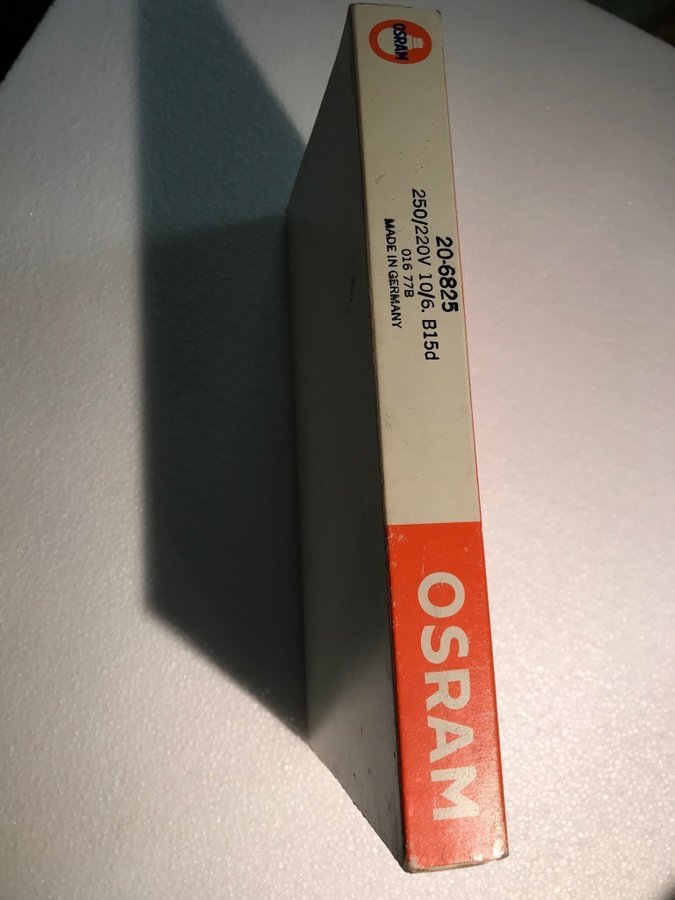 OSRAM
20-6825
250/220V 10/6. B15d
016 77B
MADE IN GERMANY
OSRAM